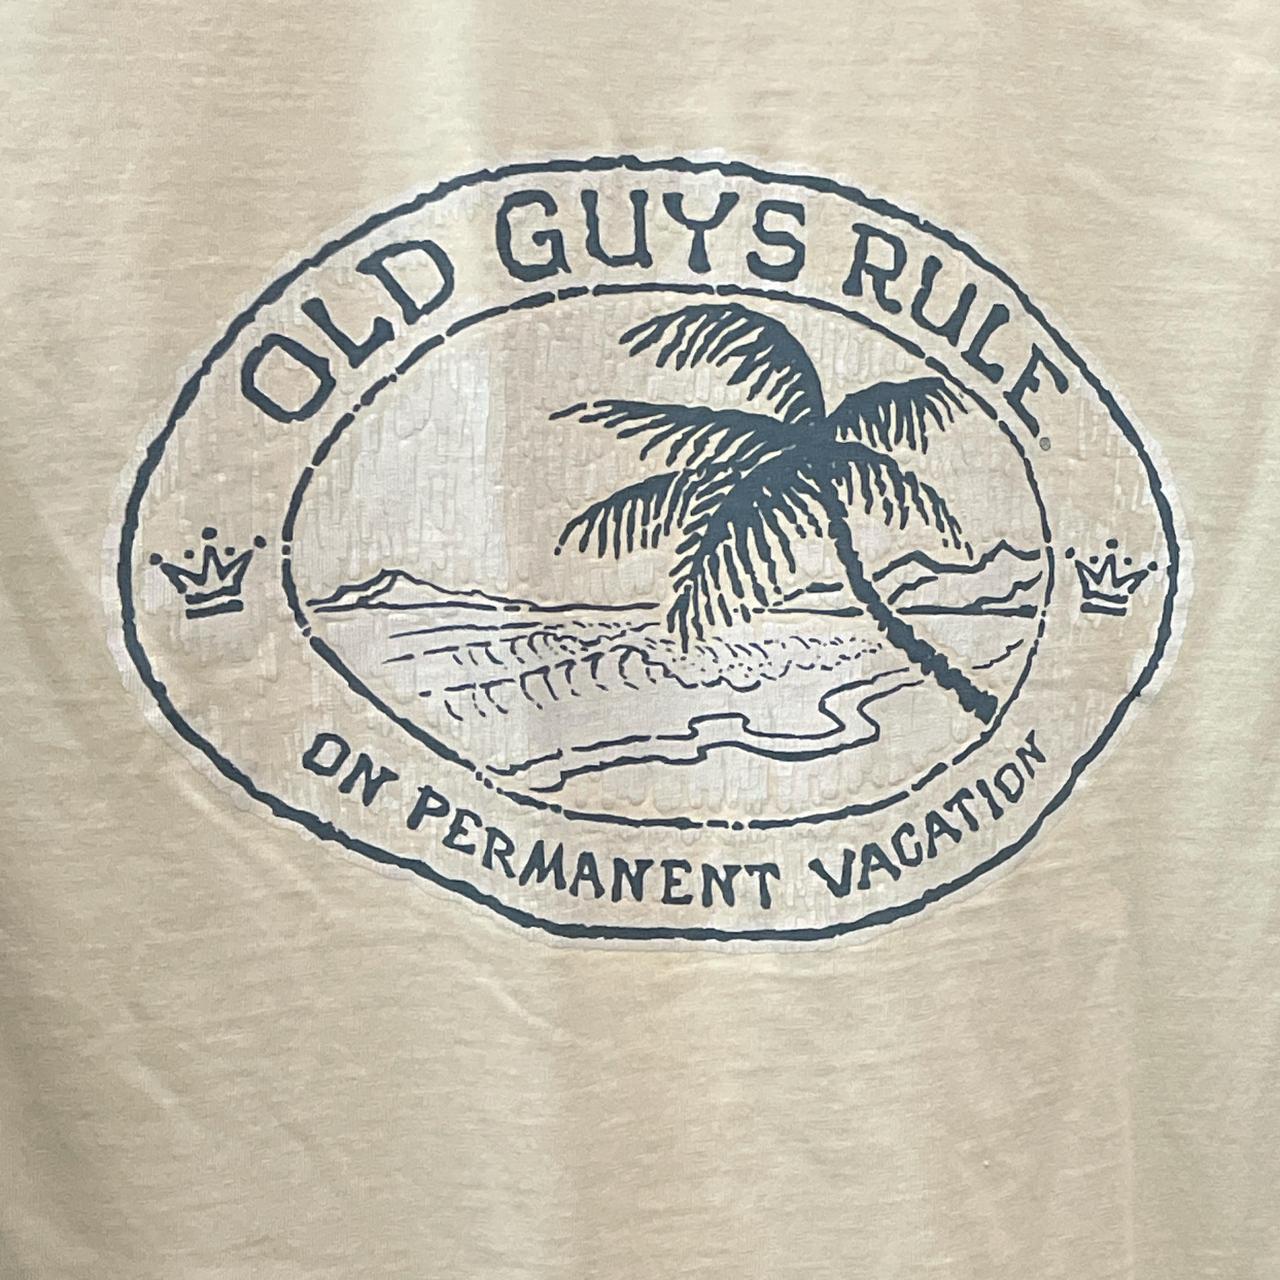 OLD GUYS RULE®
ON PERMANENT VACATION